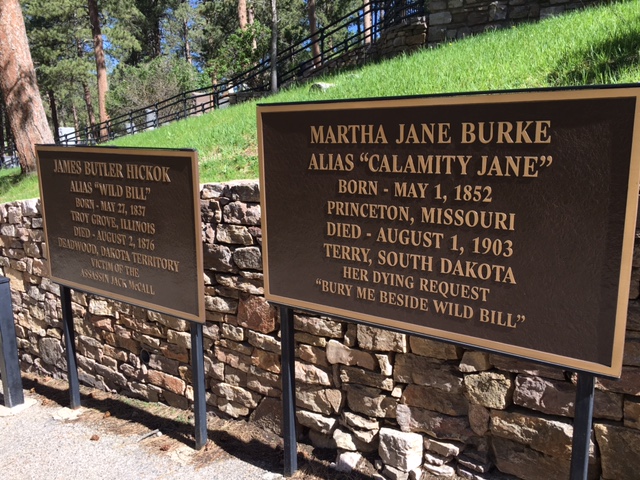 JAMES BUTLER HICKOK
ALIAS "WILD BILL"
BORN - MAY 27, 1837
TROY GROVE, ILLINOIS
DIED - AUGUST 2, 1876
DEADWOOD, DAKOTA TERRITORY
VICTIM OF THE
ASSASSIN JACK McCALL
MARTHA JANE BURKE
ALIAS "CALAMITY JANE"
BORN - MAY 1, 1852
PRINCETON, MISSOURI
DIED - AUGUST 1, 1903
TERRY, SOUTH DAKOTA
HER DYING REQUEST
"BURY ME BESIDE WILD BILL"